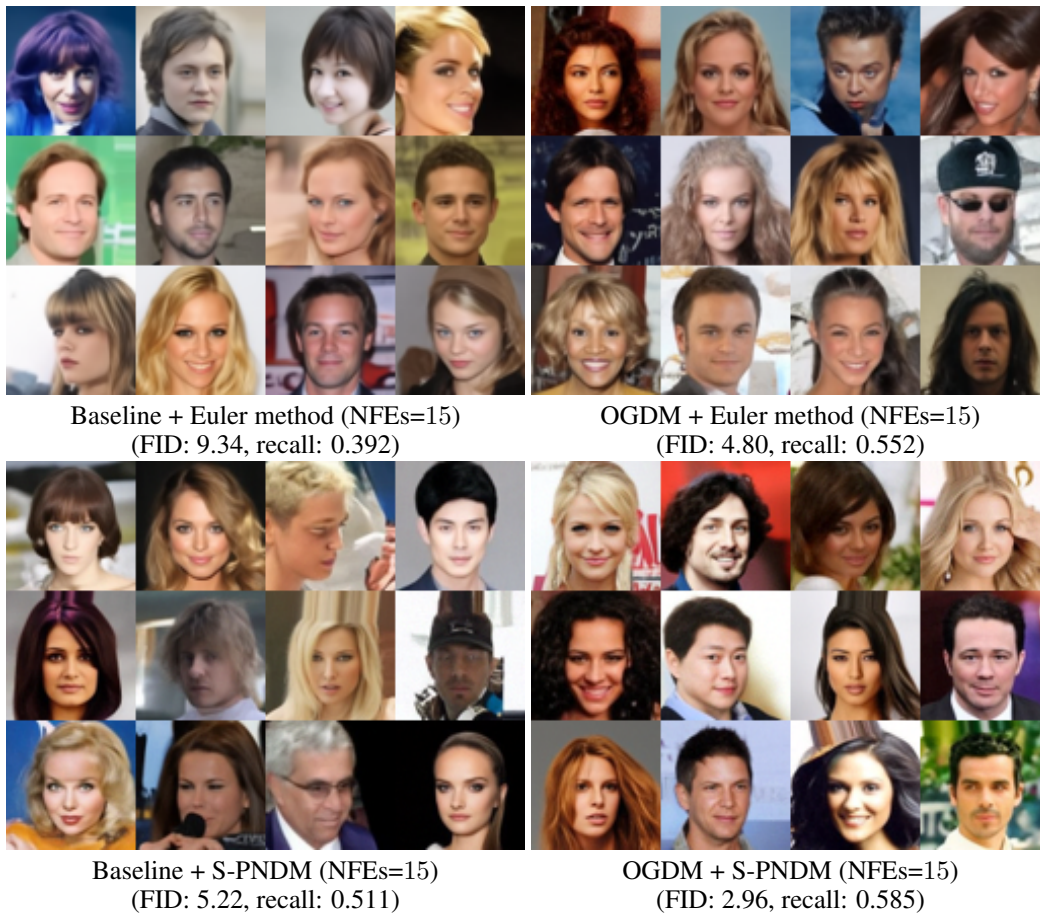 Baseline + Euler method (NFEs=15)
(FID: 9.34, recall: 0.392)
OGDM + Euler method (NFEs=15)
(FID: 4.80, recall: 0.552)
Baseline + S-PNDM (NFEs=15)
(FID: 5.22, recall: 0.511)
OGDM + S-PNDM (NFEs=15)
(FID: 2.96, recall: 0.585)